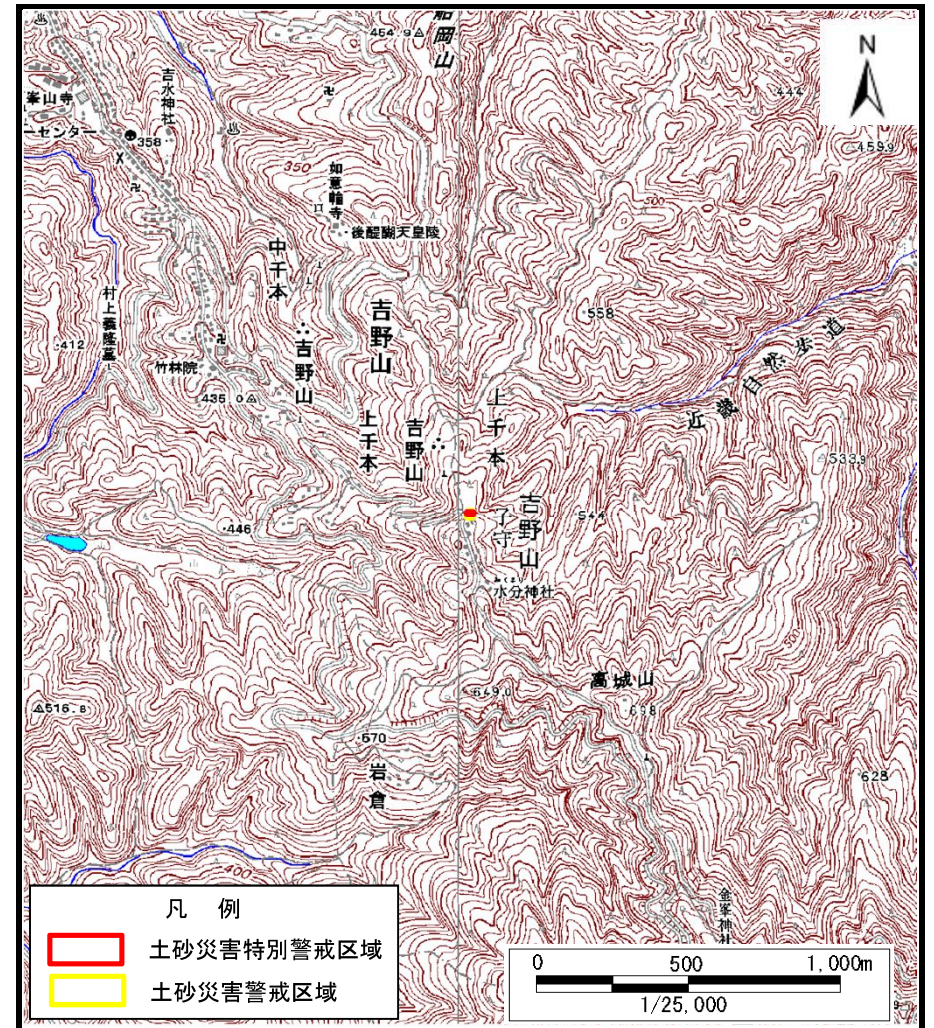 454.9
船岡山
N
吉水神社
峯山寺
ーセンター
358
444
459.9
350
如意輪寺
500
後醍醐天皇陵
中千本
村上義隆墓
吉野山
558
近畿自然歩道
412
吉野山
竹林院
435.0
上千本
上千本
吉野山
533.9
吉野山
子守
544
446
水分神社
高城山
649.0
698
516.8
570
岩倉
628
400
金峯神社
凡 例
土砂災害特別警戒区域
土砂災害警戒区域
0 500 1,000m
1/25,000